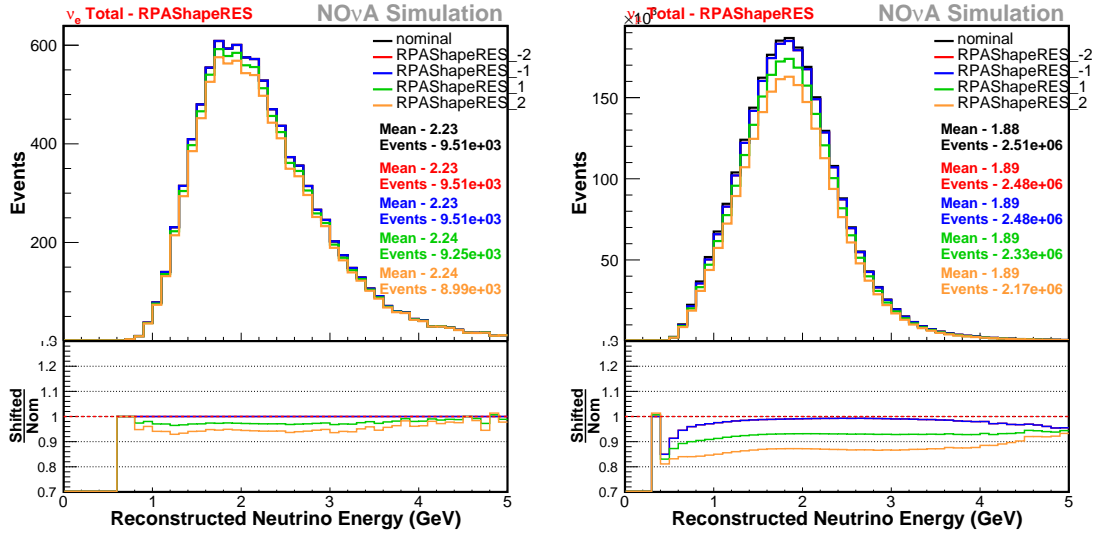 νe Total - RPAShapeRES
NOνA Simulation
nominal
RPAShapeRES_-2
RPAShapeRES_-1
RPAShapeRES_1
RPAShapeRES_2
Mean - 2.23
Events - 9.51e+03
Mean - 2.23
Events - 9.51e+03
Mean - 2.23
Events - 9.51e+03
Mean - 2.24
Events - 9.25e+03
Mean - 2.24
Events - 8.99e+03
Events
600
400
200
Shifted
Nom
1.2
1.1
1
0.9
0.8
0.7
0 1 2 3 4 5
Reconstructed Neutrino Energy (GeV)
Total - RPAShapeRES
NOνA Simulation
nominal
RPAShapeRES_-2
RPAShapeRES_-1
RPAShapeRES_1
RPAShapeRES_2
Mean - 1.88
Events - 2.51e+06
Mean - 1.89
Events - 2.48e+06
Mean - 1.89
Events - 2.48e+06
Mean - 1.89
Events - 2.33e+06
Mean - 1.89
Events - 2.17e+06
Events
150
100
50
Shifted
Nom
1.2
1.1
1
0.9
0.8
0.7
0 1 2 3 4 5
Reconstructed Neutrino Energy (GeV)